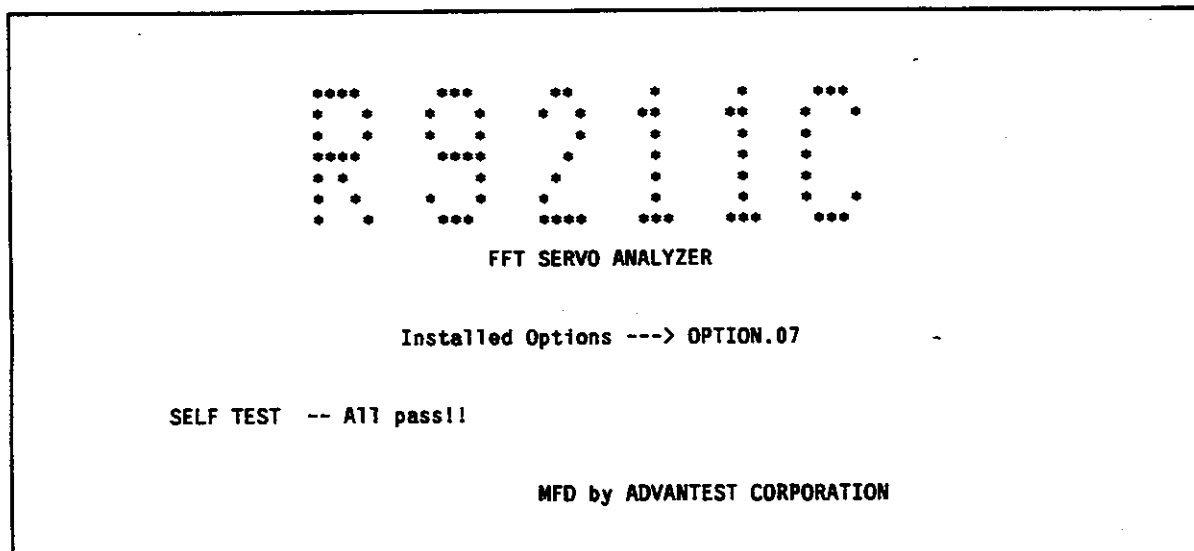 R9211C
FFT SERVO ANALYZER
Installed Options ---> OPTION.07
SELF TEST -- All pass!!
MFD by ADVANTEST CORPORATION